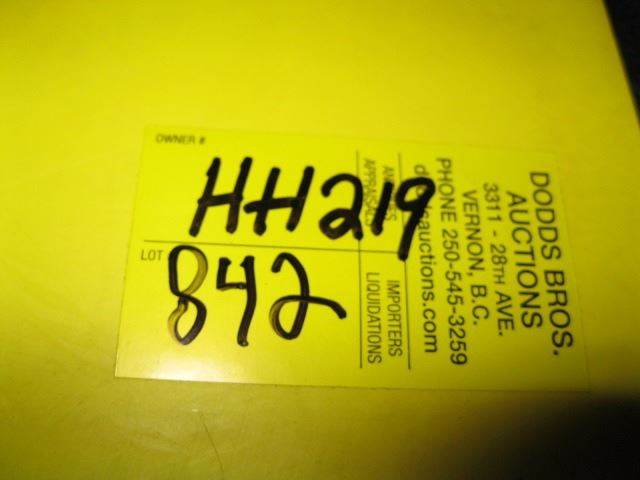 OWNER #
HH219
LOT
842
APPRAISALS
IMPORTERS
LIQUIDATIONS
DODDS BROS.
AUCTIONS
3311 - 28TH AVE.
VERNON, B.C.
PHONE 250-545-3259
auctions.com